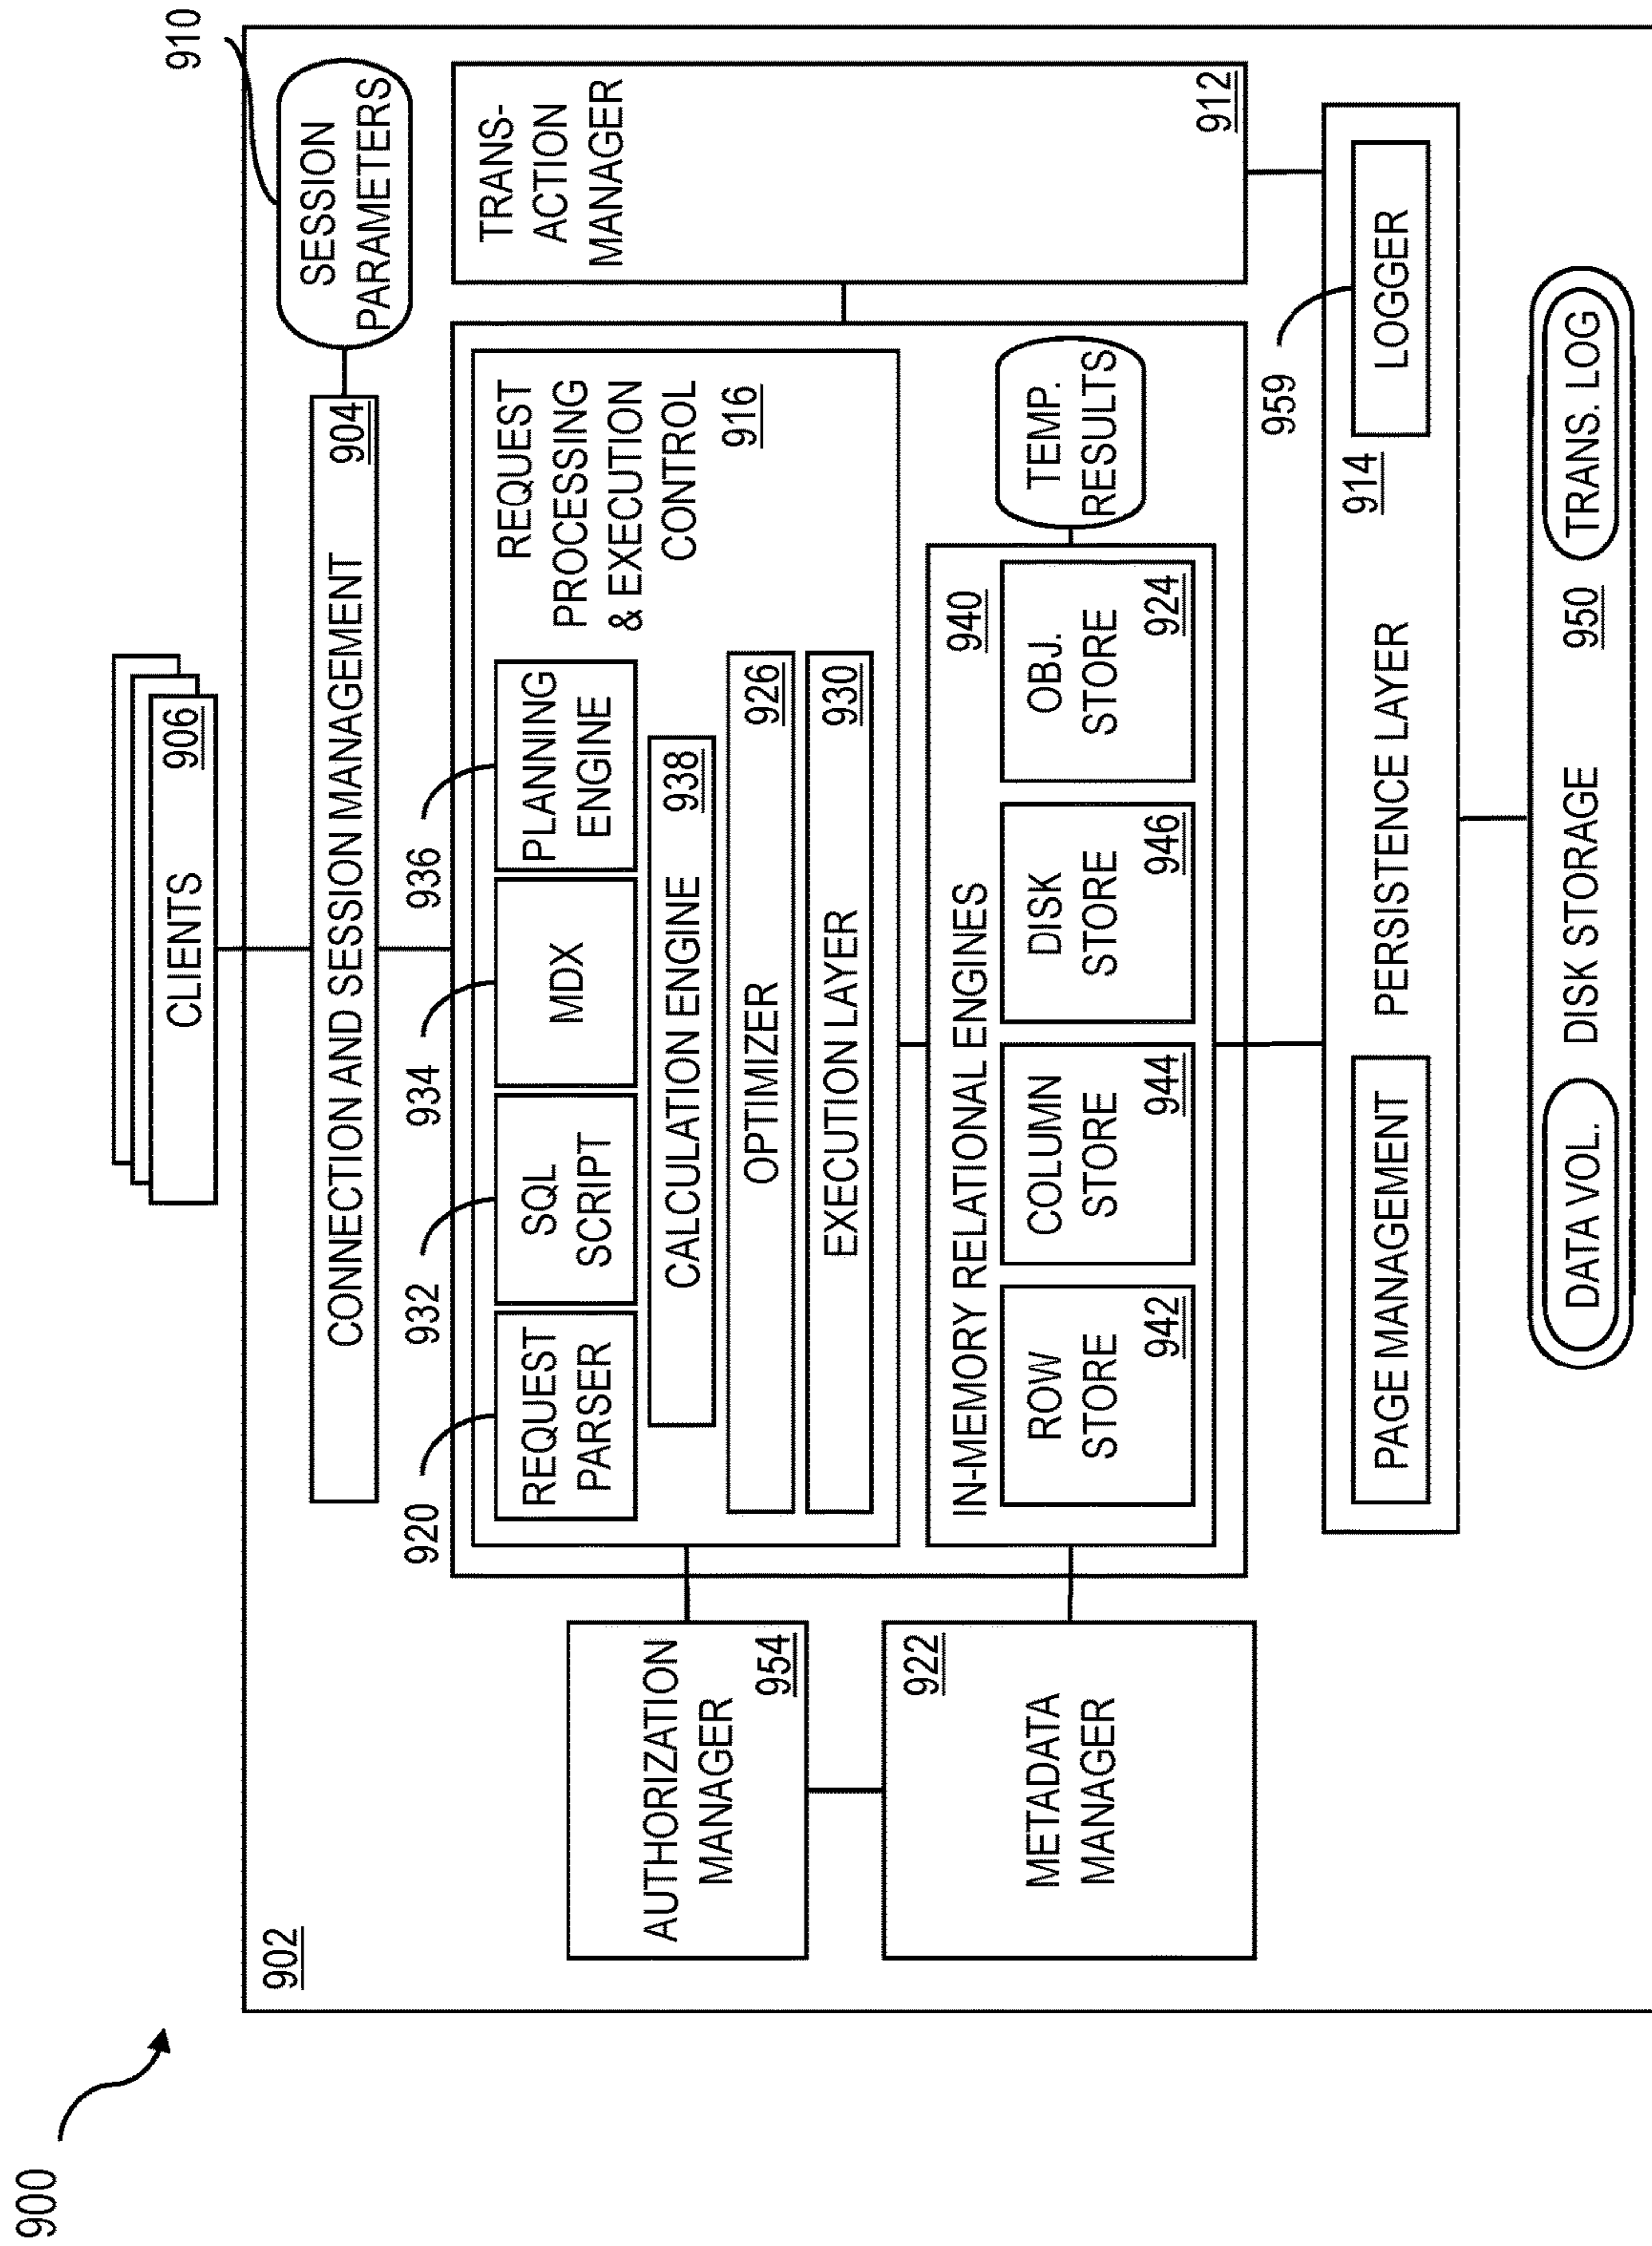 900
902
CLIENTS
906
910
CONNECTION AND SESSION MANAGEMENT
904
SESSION
PARAMETERS
AUTHORIZATION
MANAGER
954
METADATA
MANAGER
922
920
932
934
936
REQUEST
PARSER
SQL
SCRIPT
MDX
PLANNING
ENGINE
REQUEST
PROCESSING
& EXECUTION
CONTROL
916
CALCULATION ENGINE
938
OPTIMIZER
926
EXECUTION LAYER
930
IN-MEMORY RELATIONAL ENGINES
940
ROW
STORE
942
COLUMN
STORE
944
DISK
STORE
946
OBJ.
STORE
924
TEMP.
RESULTS
TRANS-
ACTION
MANAGER
912
959
PAGE MANAGEMENT
PERSISTENCE LAYER
914
LOGGER
DATA VOL.
DISK STORAGE
950
TRANS. LOG